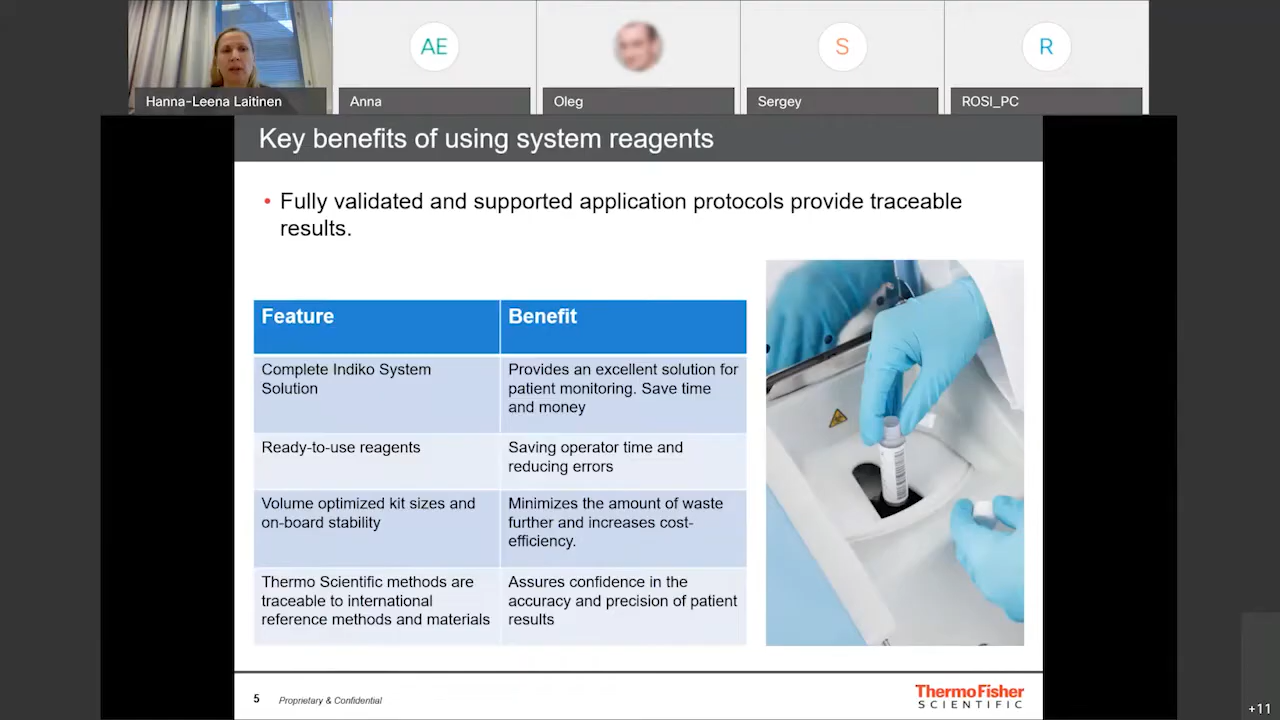 AE
S
R
Hanna-Leena Laitinen
Anna
Oleg
Sergey
ROSI_PC
Key benefits of using system reagents
• Fully validated and supported application protocols provide traceable
results.
Feature
Benefit
Complete Indiko System
Solution
Provides an excellent solution for
patient monitoring. Save time
and money
Ready-to-use reagents
Saving operator time and
reducing errors
Volume optimized kit sizes and
on-board stability
Minimizes the amount of waste
further and increases cost-
efficiency.
Thermo Scientific methods are
traceable to international
reference methods and materials
Assures confidence in the
accuracy and precision of patient
results
5
Proprietary & Confidential
ThermoFisher
SCIENTIFIC
+11